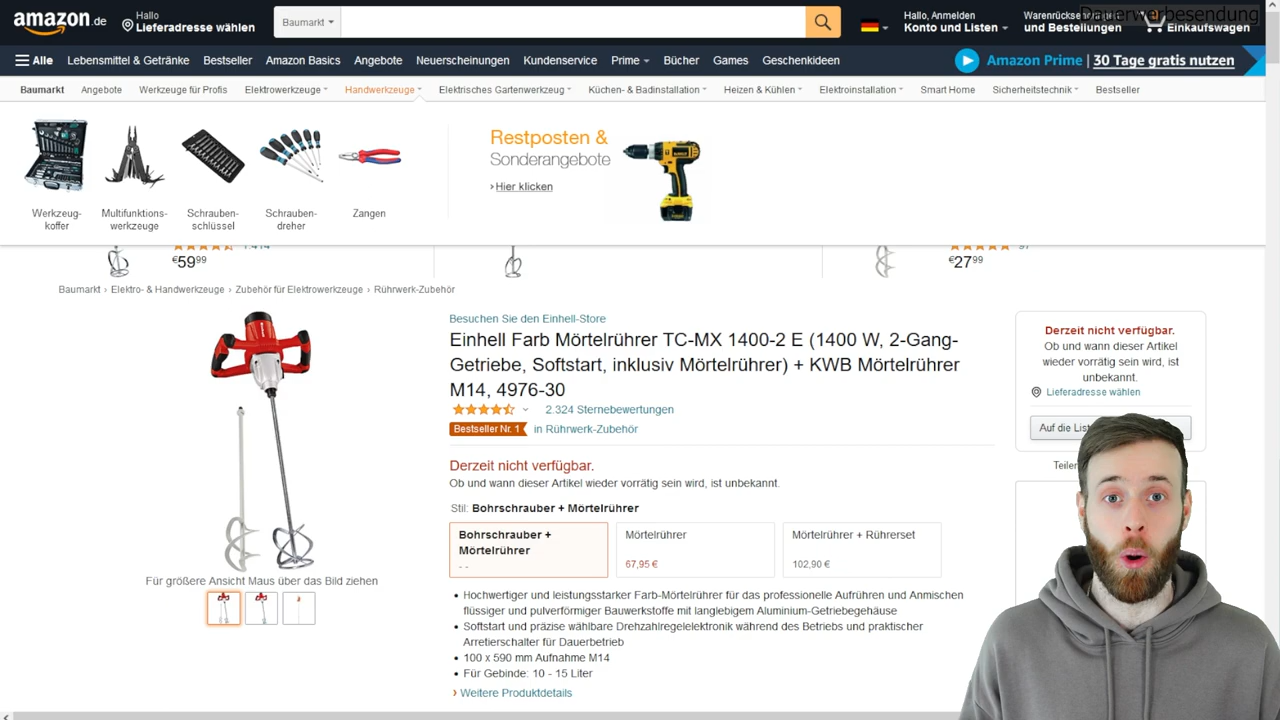 Dauerwerbesendung
amazon.de
Hallo
Lieferadresse wählen
Baumarkt
Hallo, Anmelden
Konto und Listen
Warenrücksendungen
und Bestellungen
Einkaufswagen
Alle
Lebensmittel & Getränke
Bestseller
Amazon Basics
Angebote
Neuerscheinungen
Kundenservice
Prime
Bücher
Games
Geschenkideen
Amazon Prime | 30 Tage gratis nutzen
Baumarkt
Angebote
Werkzeuge für Profis
Elektrowerkzeuge
Handwerkzeuge
Elektrisches Gartenwerkzeug
Küchen- & Badinstallation
Heizen & Kühlen
Elektroinstallation
Smart Home
Sicherheitstechnik
Bestseller
Restposten &
Sonderangebote
› Hier klicken
Werkzeug-
koffer
Multifunktions-
werkzeuge
Schrauben-
schlüssel
Schrauben-
dreher
Zangen
€5999
€2799
Baumarkt › Elektro- & Handwerkzeuge › Zubehör für Elektrowerkzeuge › Rührwerk-Zubehör
Besuchen Sie den Einhell-Store
Einhell Farb Mörtelrührer TC-MX 1400-2 E (1400 W, 2-Gang-
Getriebe, Softstart, inklusiv Mörtelrührer) + KWB Mörtelrührer
M14, 4976-30
2.324 Sternebewertungen
Bestseller Nr. 1 in Rührwerk-Zubehör
Derzeit nicht verfügbar.
Ob und wann dieser Artikel wieder vorrätig sein wird, ist unbekannt.
Stil: Bohrschrauber + Mörtelrührer
Bohrschrauber +
Mörtelrührer
- -
Mörtelrührer
67,95 €
Mörtelrührer + Rührerset
102,90 €
• Hochwertiger und leistungsstarker Farb-Mörtelrührer für das professionelle Aufrühren und Anmischen
flüssiger und pulverförmiger Bauwerkstoffe mit langlebigem Aluminium-Getriebegehäuse
• Softstart und präzise wählbare Drehzahlregelelektronik während des Betriebs und praktischer
Arretierschalter für Dauerbetrieb
• 100 x 590 mm Aufnahme M14
• Für Gebinde: 10 - 15 Liter
› Weitere Produktdetails
Für größere Ansicht Maus über das Bild ziehen
Derzeit nicht verfügbar.
Ob und wann dieser Artikel
wieder vorrätig sein wird, ist
unbekannt.
Lieferadresse wählen
Auf die
Teilen